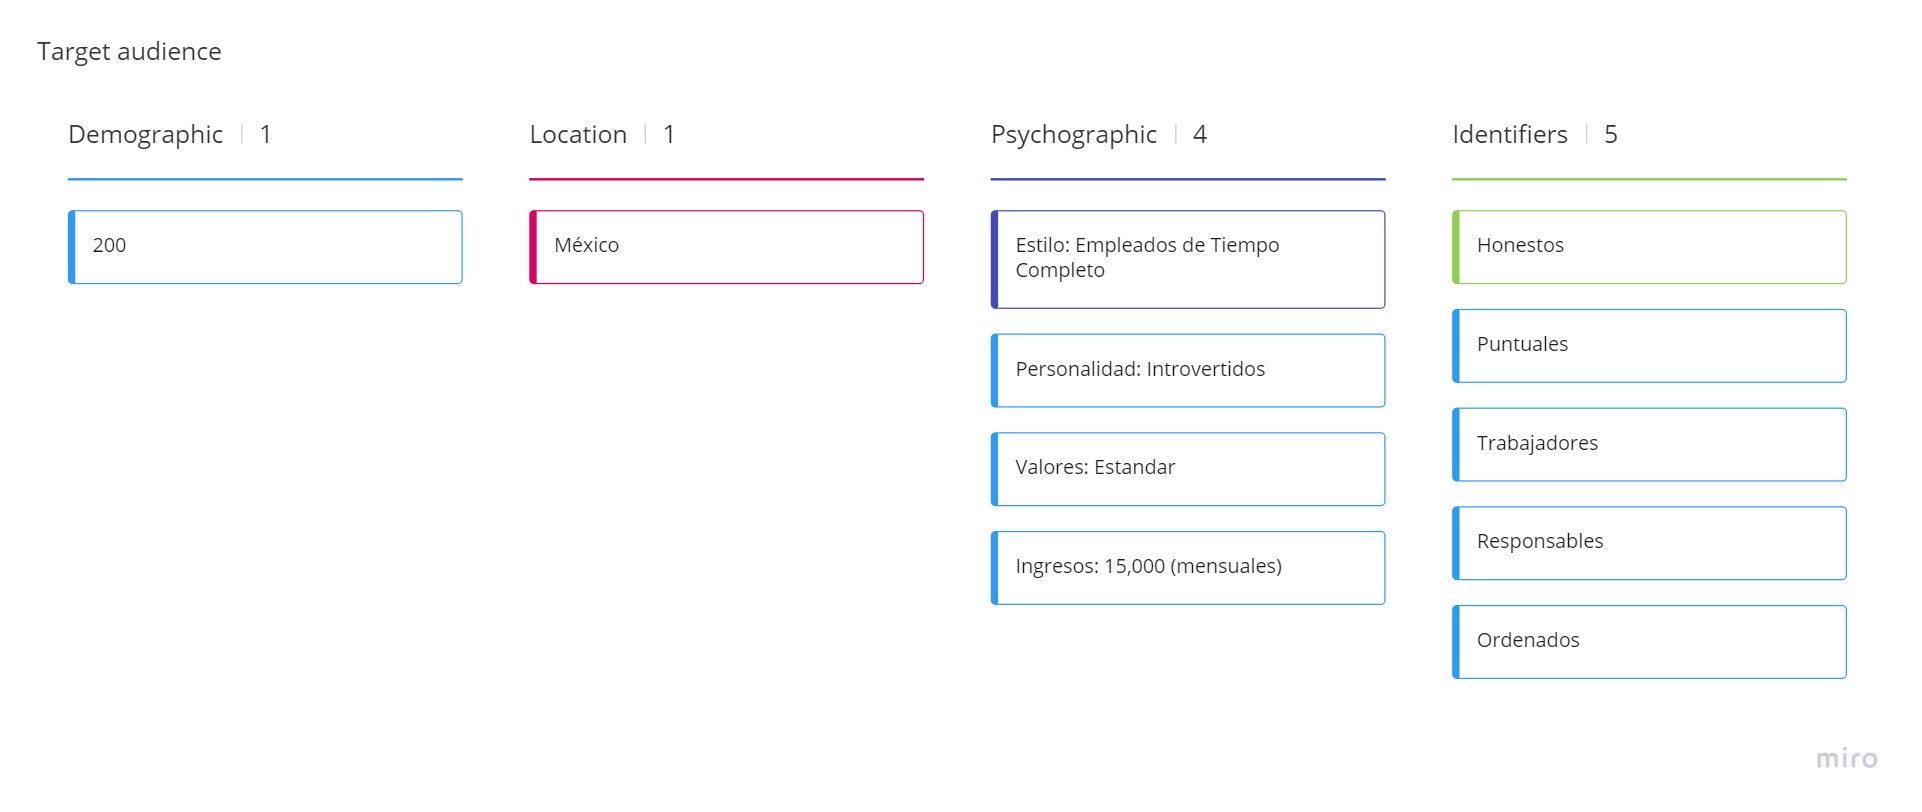 Target audience
Demographic | 1
200
Location | 1
México
Psychographic | 4
Estilo: Empleados de Tiempo
Completo
Personalidad: Introvertidos
Valores: Estandar
Ingresos: 15,000 (mensuales)
Identifiers | 5
Honestos
Puntuales
Trabajadores
Responsables
Ordenados
miro